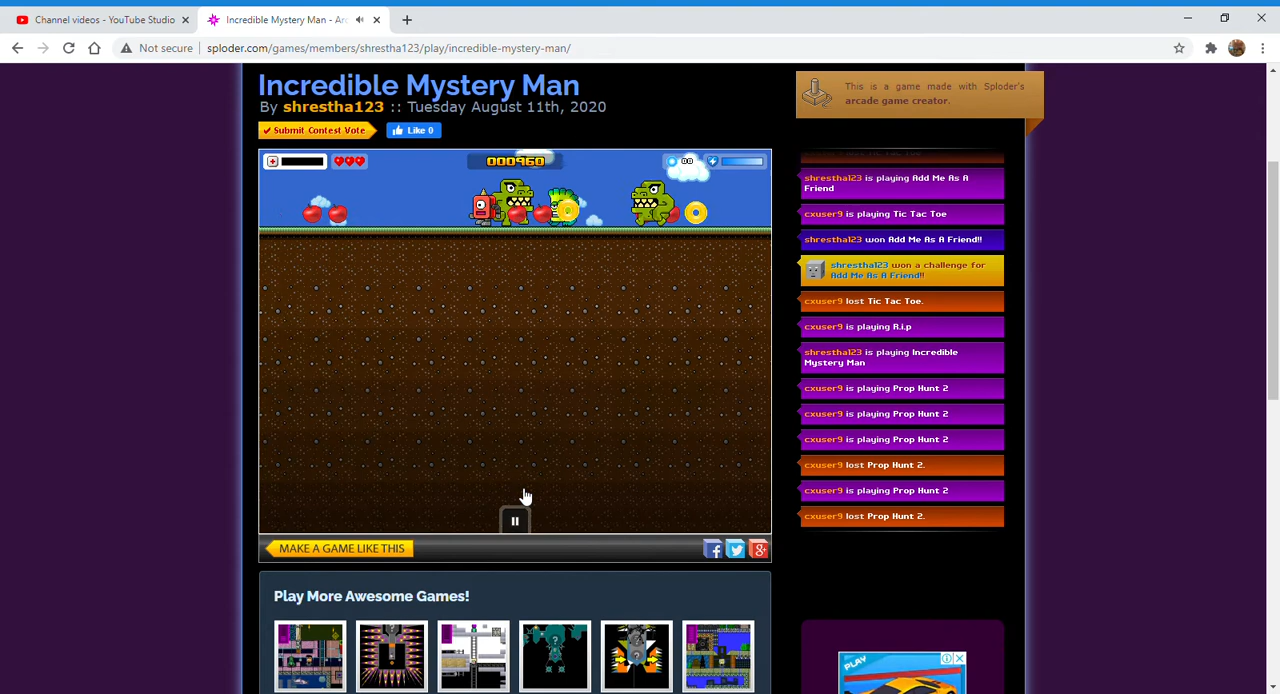 Channel videos - YouTube Studio
Incredible Mystery Man - Arc
Not secure
sploder.com/games/members/shrestha123/play/incredible-mystery-man/
Incredible Mystery Man
By shrestha123 :: Tuesday August 11th, 2020
Submit Contest Vote
Like 0
000960
00
MAKE A GAME LIKE THIS
Play More Awesome Games!
This is a game made with Sploder's
arcade game creator.
shrestha123 is playing Add Me As A
Friend
cxuser9 is playing Tic Tac Toe
shrestha123 won Add Me As A Friend!!
shrestha123 won a challenge for
Add Me As A Friend!!
cxuser9 lost Tic Tac Toe.
cxuser9 is playing R.i.p
shrestha123 is playing Incredible
Mystery Man
cxuser9 is playing Prop Hunt 2
cxuser9 is playing Prop Hunt 2
cxuser9 is playing Prop Hunt 2
cxuser9 lost Prop Hunt 2.
cxuser9 is playing Prop Hunt 2
cxuser9 lost Prop Hunt 2.
PLAY